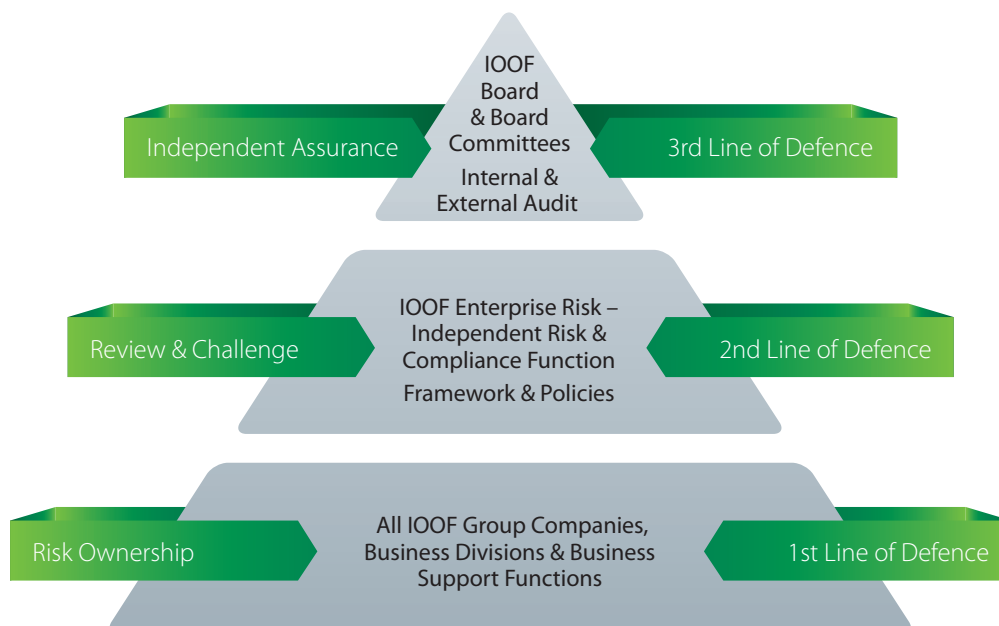 IOOF
Board
& Board
Committees
Internal &
External Audit
Independent Assurance
3rd Line of Defence
IOOF Enterprise Risk –
Independent Risk &
Compliance Function
Framework & Policies
Review & Challenge
2nd Line of Defence
All IOOF Group Companies,
Business Divisions & Business
Support Functions
Risk Ownership
1st Line of Defence